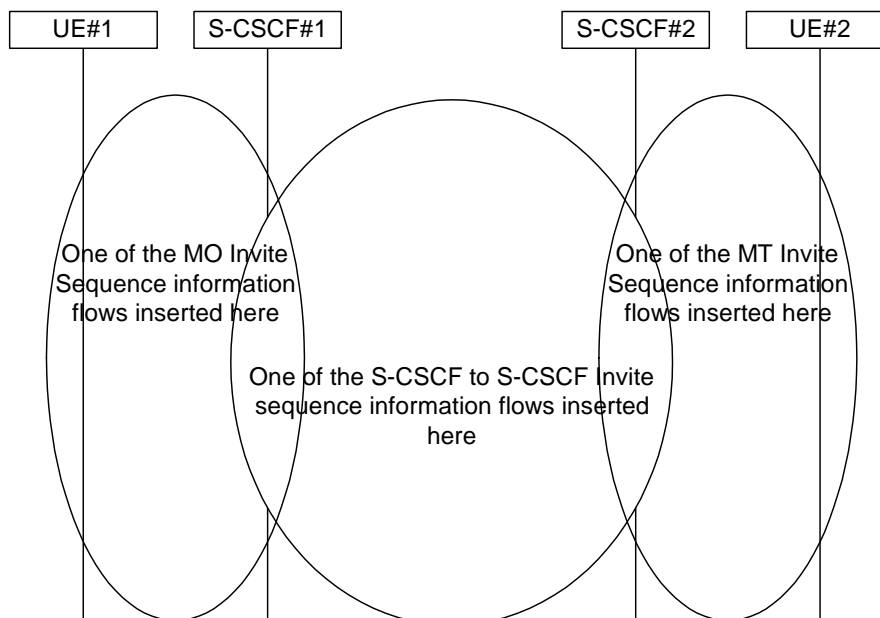 UE#1
S-CSCF#1
S-CSCF#2
UE#2
One of the MO Invite
Sequence information
flows inserted here
One of the MT Invite
Sequence information
flows inserted here
One of the S-CSCF to S-CSCF Invite
sequence information flows inserted
here